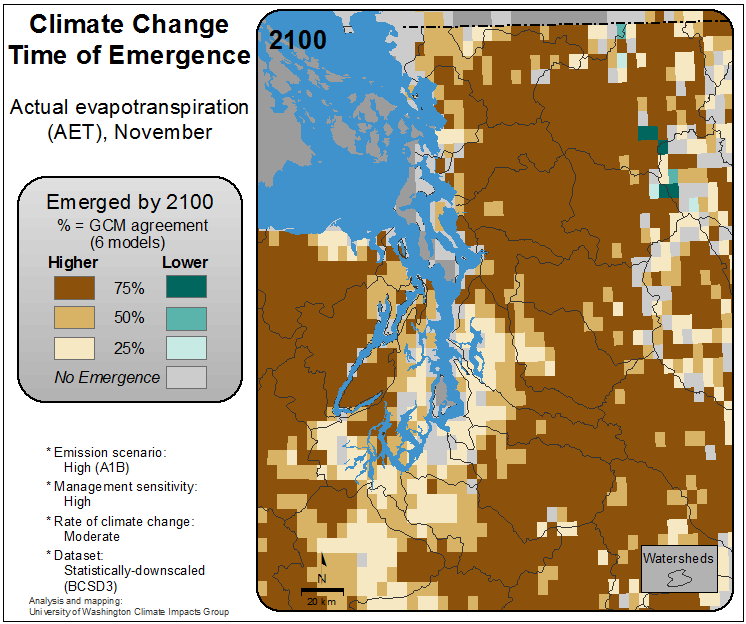 Climate Change
Time of Emergence
Actual evapotranspiration
(AET), November
Emerged by 2100
% = GCM agreement
(6 models)
Higher Lower
75%
50%
25%
No Emergence
* Emission scenario:
High (A1B)
* Management sensitivity:
High
* Rate of climate change:
Moderate
* Dataset:
Statistically-downscaled
(BCSD3)
Analysis and mapping:
University of Washington Climate Impacts Group
2100
N
20 km
Watersheds